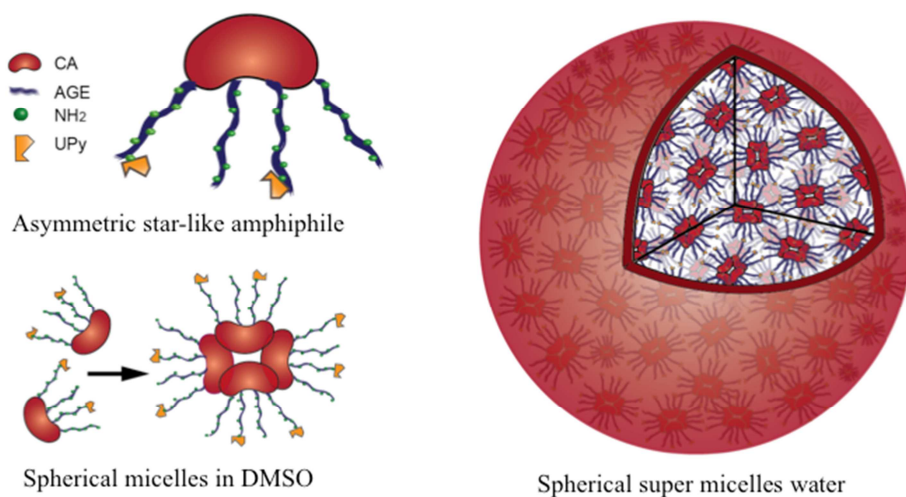 CA
AGE
NH2
UPy
Asymmetric star-like amphiphile
Spherical micelles in DMSO
Spherical super micelles water